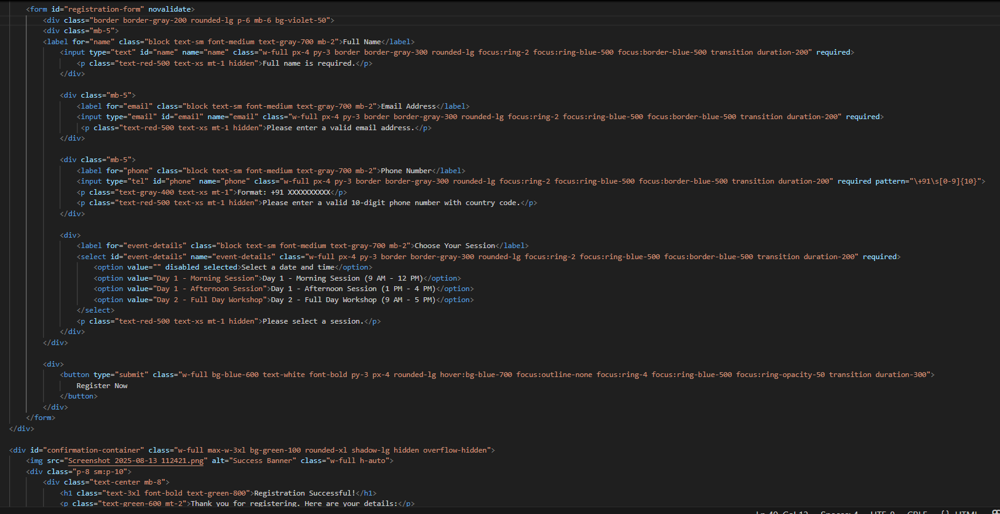 <form id="registration-form" novalidate>
<div class="border border-gray-200 rounded-lg p-6 mb-6 bg-violet-50">
<div class="mb-5">
<label for="name" class="block text-sm font-medium text-gray-700 mb-2">Full Name</label>
<input type="text" id="name" name="name" class="w-full px-4 py-3 border border-gray-300 rounded-lg focus:ring-2 focus:ring-blue-500 focus:border-blue-500 transition duration-200" required>
<p class="text-red-500 text-xs mt-1 hidden">Full name is required.</p>
</div>
<div class="mb-5">
<label for="email" class="block text-sm font-medium text-gray-700 mb-2">Email Address</label>
<input type="email" id="email" name="email" class="w-full px-4 py-3 border border-gray-300 rounded-lg focus:ring-2 focus:ring-blue-500 focus:border-blue-500 transition duration-200" required>
<p class="text-red-500 text-xs mt-1 hidden">Please enter a valid email address.</p>
</div>
<div class="mb-5">
<label for="phone" class="block text-sm font-medium text-gray-700 mb-2">Phone Number</label>
<input type="tel" id="phone" name="phone" class="w-full px-4 py-3 border border-gray-300 rounded-lg focus:ring-2 focus:ring-blue-500 focus:border-blue-500 transition duration-200" required pattern="\+91\s[0-9]{10}">
<p class="text-gray-400 text-xs mt-1">Format: +91 XXXXXXXXXX</p>
<p class="text-red-500 text-xs mt-1 hidden">Please enter a valid 10-digit phone number with country code.</p>
</div>
<div>
<label for="event-details" class="block text-sm font-medium text-gray-700 mb-2">Choose Your Session</label>
<select id="event-details" name="event-details" class="w-full px-4 py-3 border border-gray-300 rounded-lg focus:ring-2 focus:ring-blue-500 focus:border-blue-500 transition duration-200" required>
<option value="" disabled selected>Select a date and time</option>
<option value="Day 1 - Morning Session">Day 1 - Morning Session (9 AM - 12 PM)</option>
<option value="Day 1 - Afternoon Session">Day 1 - Afternoon Session (1 PM - 4 PM)</option>
<option value="Day 2 - Full Day Workshop">Day 2 - Full Day Workshop (9 AM - 5 PM)</option>
</select>
<p class="text-red-500 text-xs mt-1 hidden">Please select a session.</p>
</div>
</div>
<div>
<button type="submit" class="w-full bg-blue-600 text-white font-bold py-3 px-4 rounded-lg hover:bg-blue-700 focus:outline-none focus:ring-4 focus:ring-blue-500 focus:ring-opacity-50 transition duration-300">
Register Now
</button>
</div>
</form>
</div>
<div id="confirmation-container" class="w-full max-w-3xl bg-green-100 rounded-xl shadow-lg hidden overflow-hidden">
<img src="Screenshot 2025-08-13 112421.png" alt="Success Banner" class="w-full h-auto">
<div class="p-8 sm:p-10">
<div class="text-center mb-8">
<h1 class="text-3xl font-bold text-green-800">Registration Successful!</h1>
<p class="text-green-600 mt-2">Thank you for registering. Here are your details:</p>